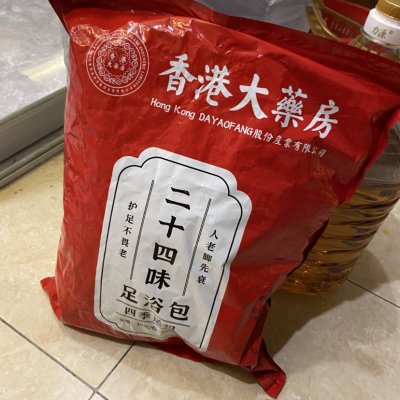 香港大藥房
Hong Kong DAYAOFANG股份産業有限公司
人老脚先衰
二十四味
足浴包
护足不畏老
四季